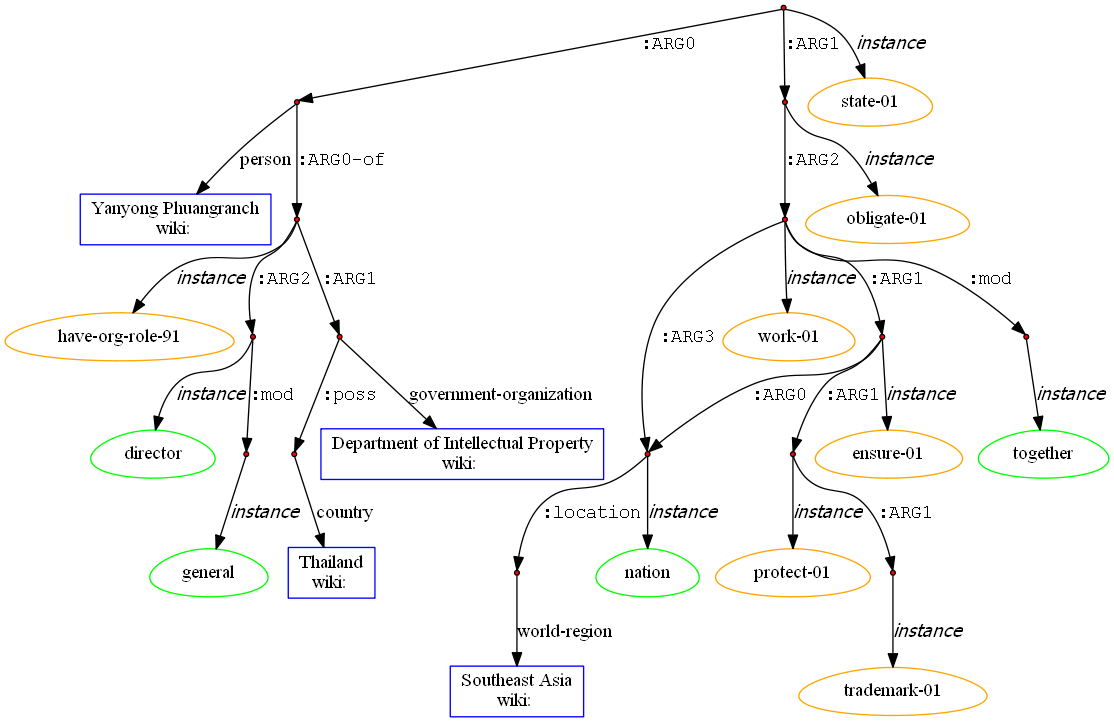 :ARG0
:ARG1
instance
state-01
person
:ARG0-of
:ARG2
instance
Yanyong Phuangranch
wiki:
obligate-01
instance
:ARG2
:ARG1
instance
:ARG1
:mod
have-org-role-91
:ARG3
work-01
instance
:mod
:poss
government-organization
:ARG0
:ARG1
instance
instance
director
Department of Intellectual Property
wiki:
ensure-01
together
instance
country
:location
instance
instance
:ARG1
general
Thailand
wiki:
nation
protect-01
world-region
instance
Southeast Asia
wiki:
trademark-01